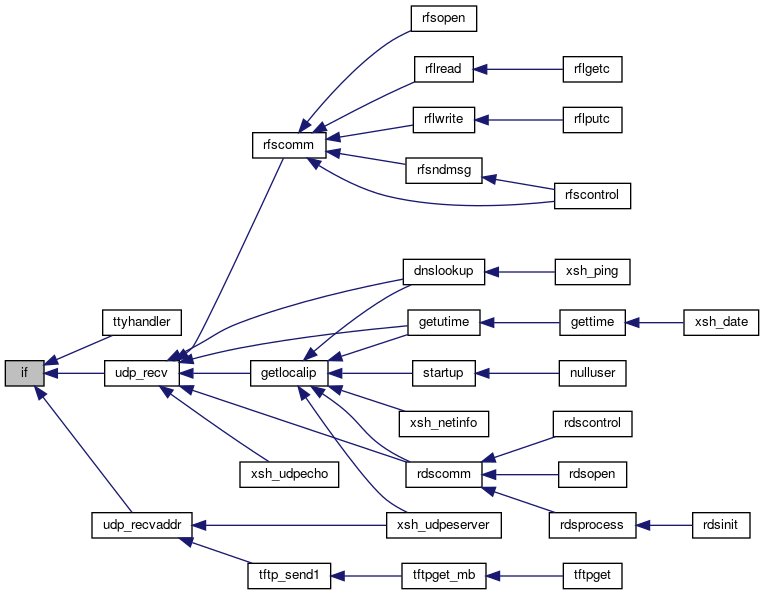 rfsopen
rflread
rflgetc
rflwrite
rflputc
rfscomm
rfsndmsg
rfscontrol
dnslookup
xsh_ping
ttyhandler
getutime
gettime
xsh_date
if
udp_recv
getlocalip
startup
nulluser
xsh_netinfo
rdscontrol
xsh_udpecho
rdscomm
rdsopen
udp_recvaddr
xsh_udpeserver
rdsprocess
rdsinit
tftp_send1
tftpget_mb
tftpget